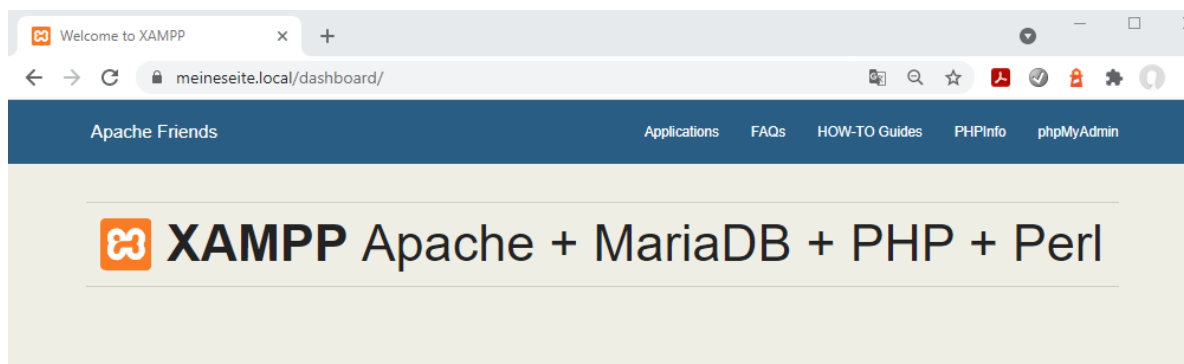 Welcome to XAMPP
meineseite.local/dashboard/
Apache Friends Applications FAQs HOW-TO Guides PHPInfo phpMyAdmin
XAMPP Apache + MariaDB + PHP + Perl